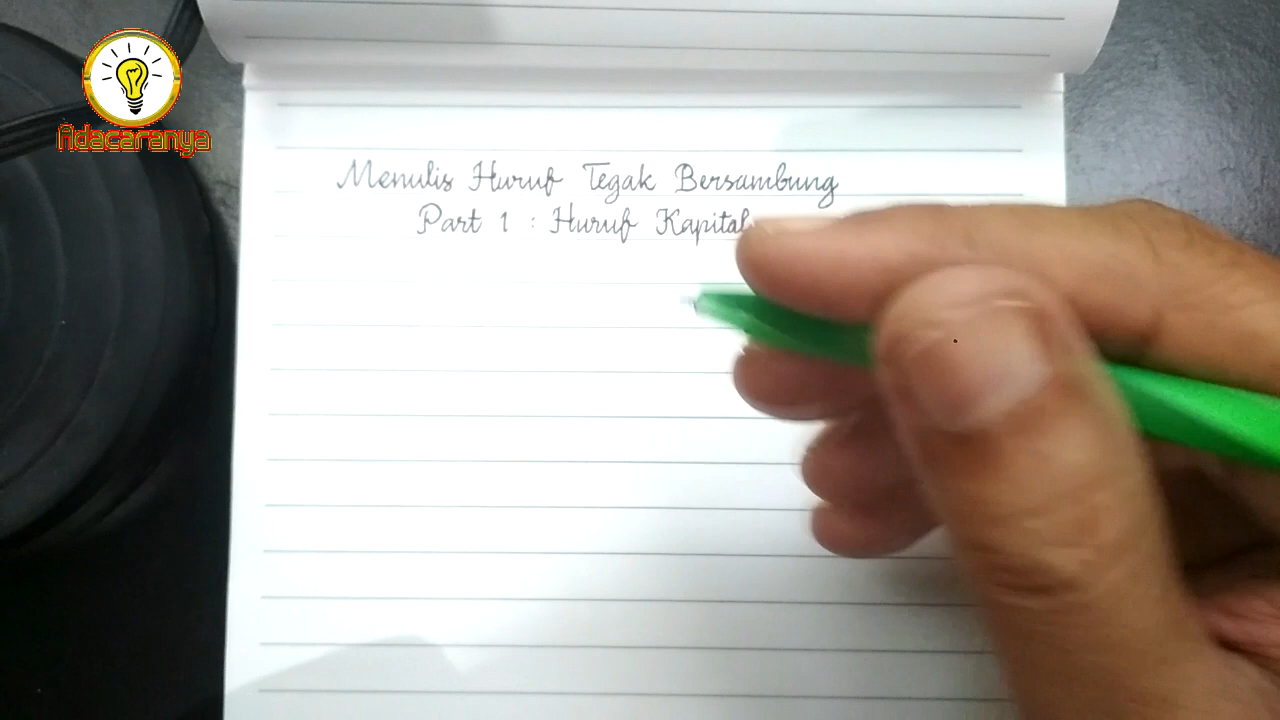 Adacaranya
Menulis Huruf Tegak Bersambung
Part 1 : Huruf Kapital